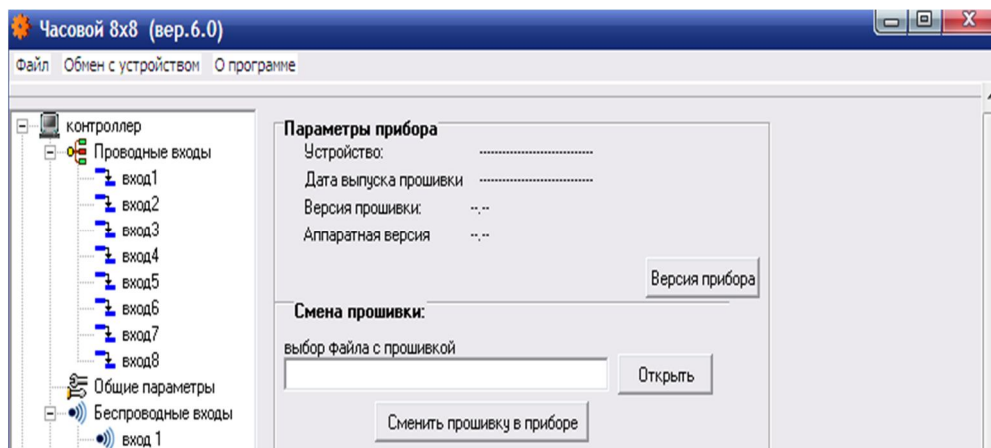 Часовой 8x8 (вер.6.0)
Файл Обмен с устройством О программе
контроллер
Проводные входы
вход1
вход2
вход3
вход4
вход5
вход6
вход7
вход8
Общие параметры
Беспроводные входы
вход 1
Параметры прибора
Устройство: ----------------------------
Дата выпуска прошивки ----------------------------
Версия прошивки: --.--
Аппаратная версия --.--
Версия прибора
Смена прошивки:
выбор файла с прошивкой
Открыть
Сменить прошивку в приборе